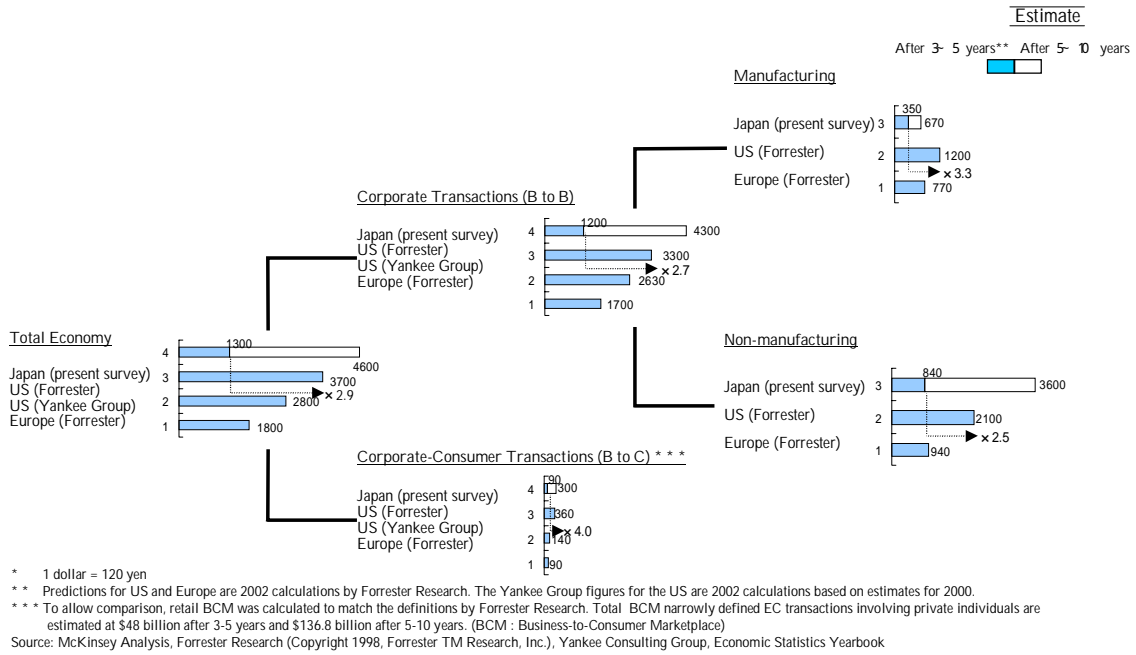 Estimate
After 3~ 5 years** After 5~ 10 years
Manufacturing
350
Japan (present survey) 3 670
US (Forrester) 2 1200
× 3.3
Europe (Forrester) 1 770
Corporate Transactions (B to B)
1200
Japan (present survey) 4 4300
US (Forrester) 3 3300
US (Yankee Group) × 2.7
Europe (Forrester) 2 2630
1 1700
Total Economy
1300
4 4600
Japan (present survey) 3 3700
US (Forrester) × 2.9
US (Yankee Group) 2 2800
Europe (Forrester) 1 1800
Non-manufacturing
840
Japan (present survey) 3 3600
US (Forrester) 2 2100
× 2.5
Europe (Forrester) 1 940
Corporate-Consumer Transactions (B to C) * * *
90
Japan (present survey) 4 300
US (Forrester) 3 360
US (Yankee Group) × 4.0
Europe (Forrester) 2 140
1 90
* 1 dollar = 120 yen
* * Predictions for US and Europe are 2002 calculations by Forrester Research. The Yankee Group figures for the US are 2002 calculations based on estimates for 2000.
* * * To allow comparison, retail BCM was calculated to match the definitions by Forrester Research. Total BCM narrowly defined EC transactions involving private individuals are
estimated at $48 billion after 3-5 years and $136.8 billion after 5-10 years. (BCM : Business-to-Consumer Marketplace)
Source: McKinsey Analysis, Forrester Research (Copyright 1998, Forrester TM Research, Inc.), Yankee Consulting Group, Economic Statistics Yearbook